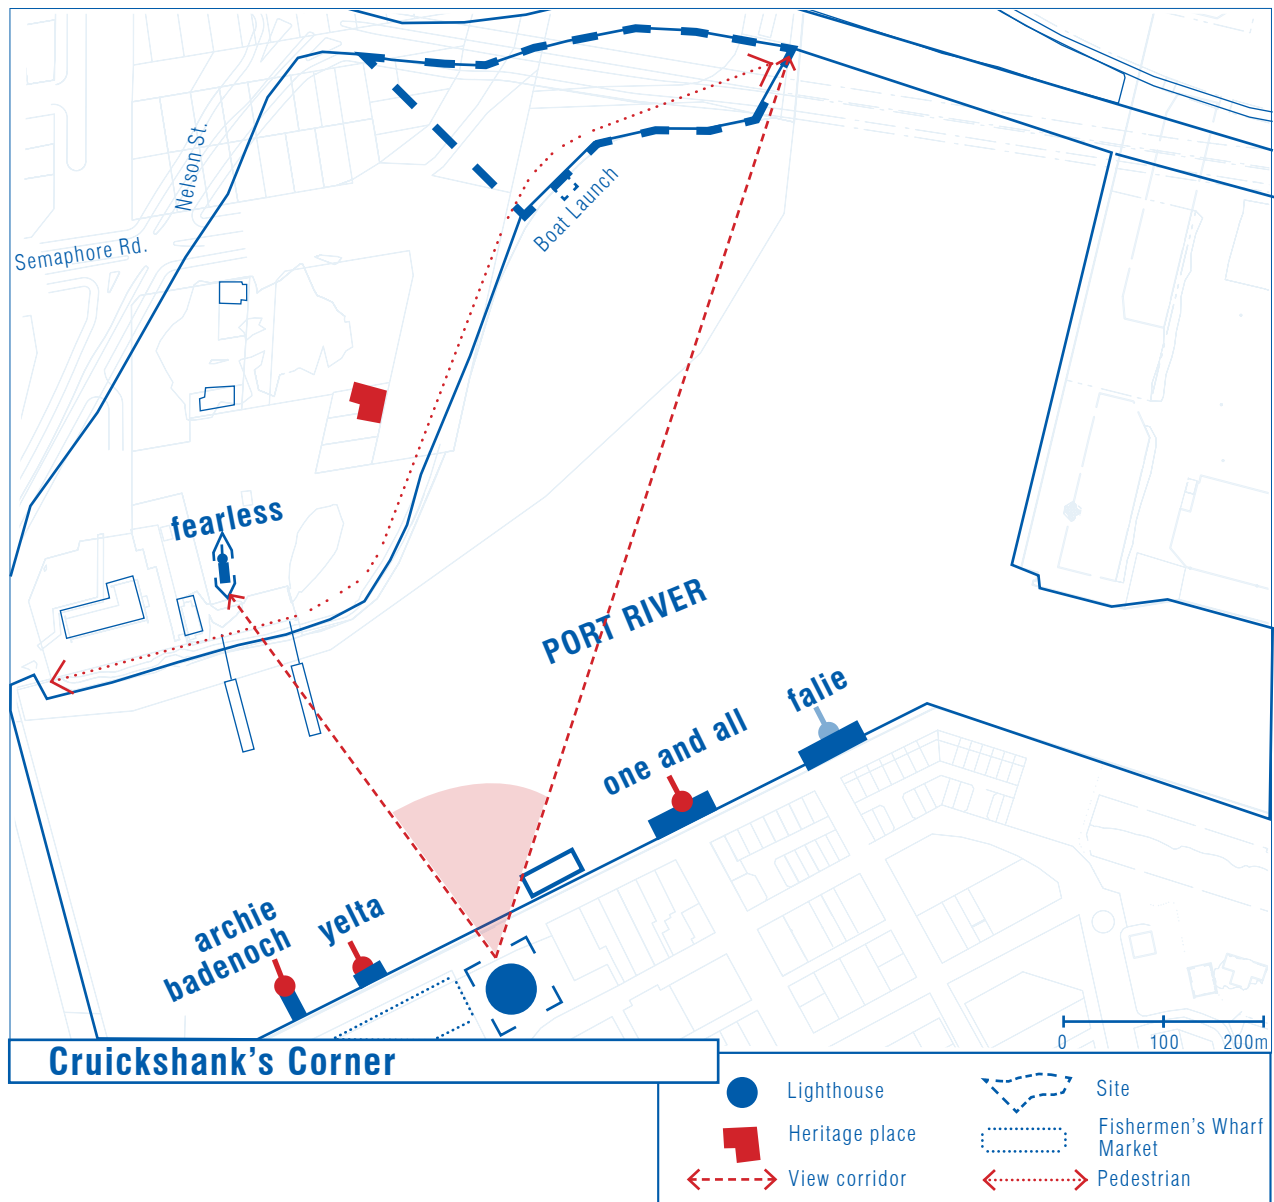 Nelson St.
Semaphore Rd.
Boat Launch
fearless
PORT RIVER
falie
one and all
yelta
archie
badenoch
0 100 200m
Cruickshank's Corner
Lighthouse
Site
Heritage place
Fishermen's Wharf
Market
View corridor
Pedestrian